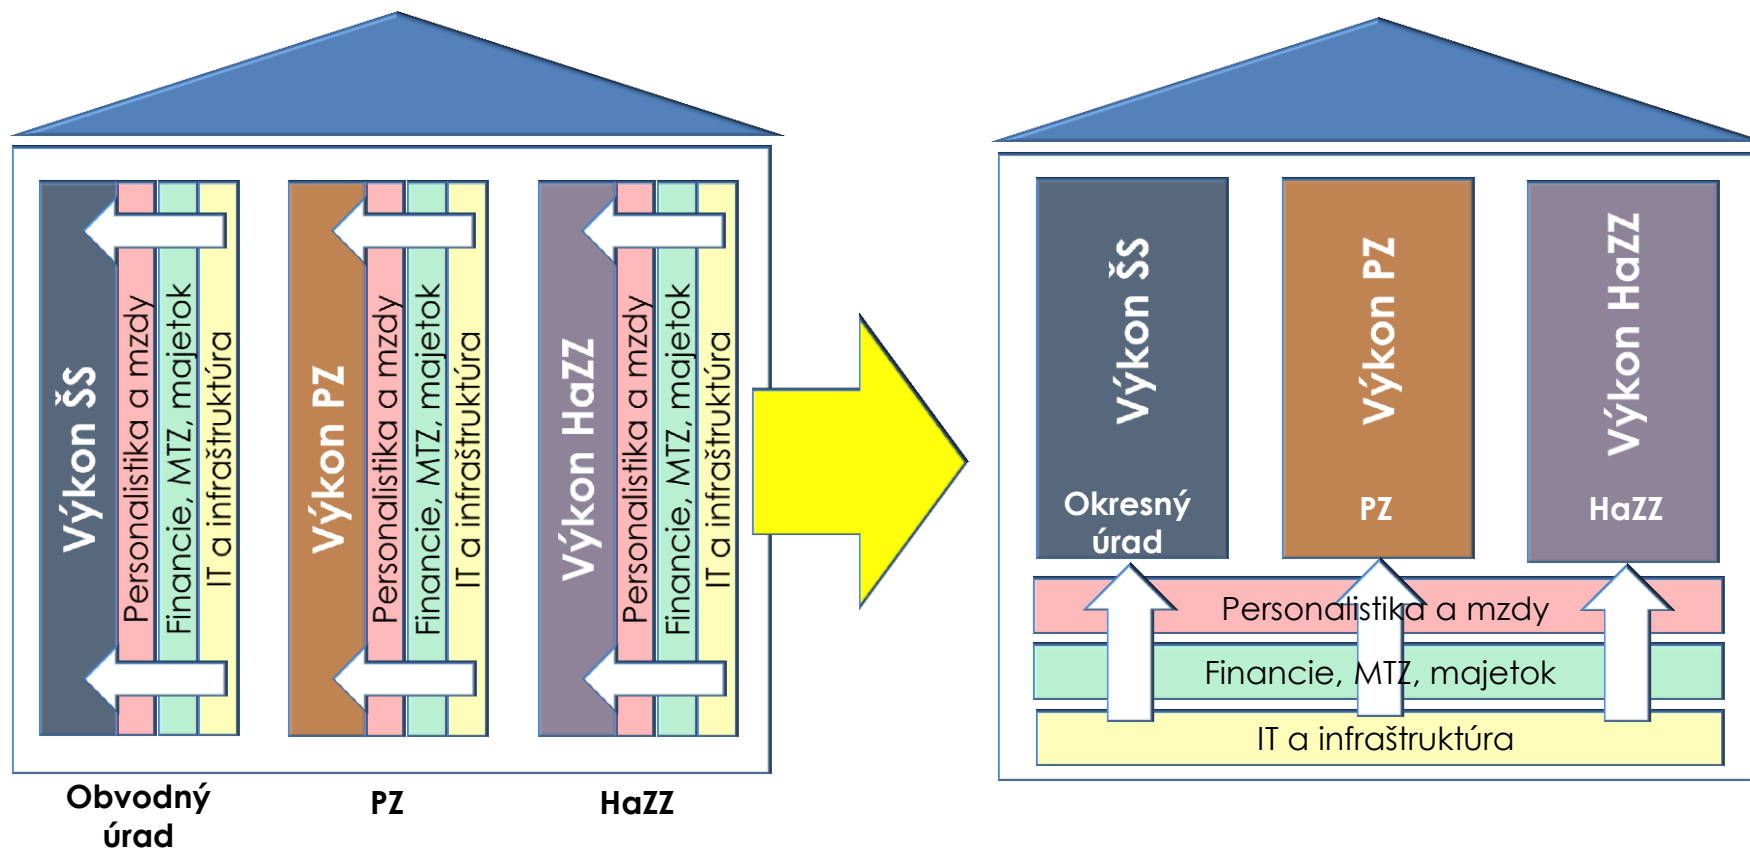 Výkon ŠS
Personalistika a mzdy
Financie, MTZ, majetok
IT a infraštruktúra
Výkon PZ
Personalistika a mzdy
Financie, MTZ, majetok
IT a infraštruktúra
Výkon HaZZ
Personalistika a mzdy
Financie, MTZ, majetok
IT a infraštruktúra
Obvodný
úrad
PZ
HaZZ
Výkon ŠS
Okresný
úrad
Výkon PZ
PZ
Výkon HaZZ
HaZZ
Personalistika a mzdy
Financie, MTZ, majetok
IT a infraštruktúra